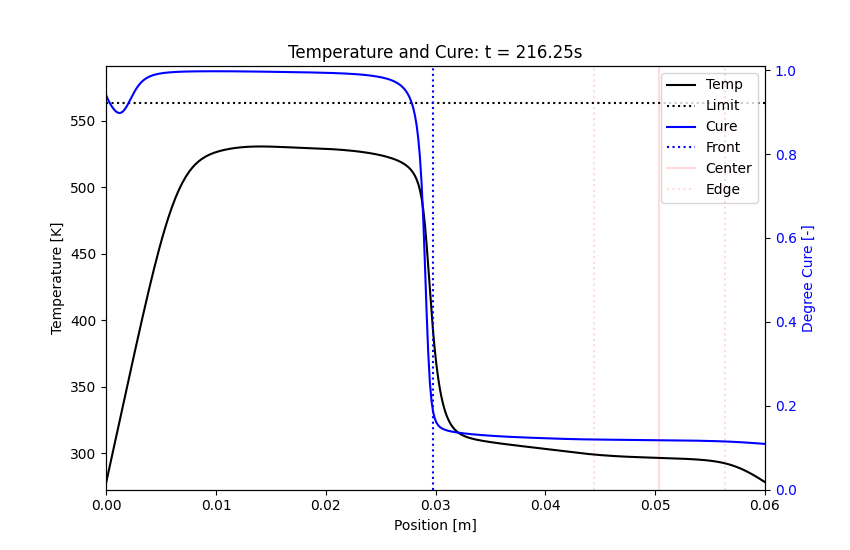 Temperature and Cure: t = 216.25s
Temperature [K]
550
500
450
400
350
300
Temp
Limit
Cure
Front
Center
Edge
1.0
0.8
0.6
0.4
0.2
0.0
Degree Cure [-]
0.00
0.01
0.02
0.03
0.04
0.05
0.06
Position [m]